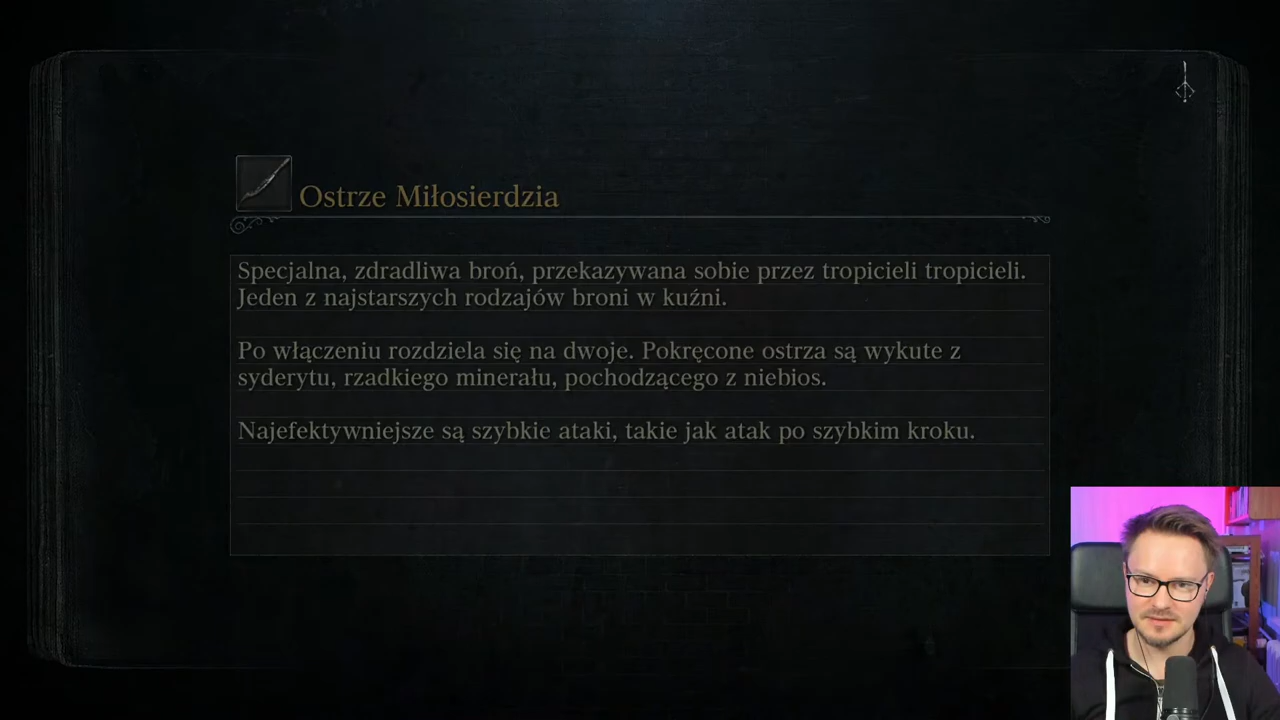 Ostrze Miłosierdzia
Specjalna, zdradliwa broń, przekazywana sobie przez tropicieli tropicieli.
Jeden z najstarszych rodzajów broni w kuźni.
Po włączeniu rozdziela się na dwoje. Pokręcone ostrza są wykute z
syderytu, rzadkiego minerału, pochodzącego z niebios.
Najefektywniejsze są szybkie ataki, takie jak atak po szybkim kroku.